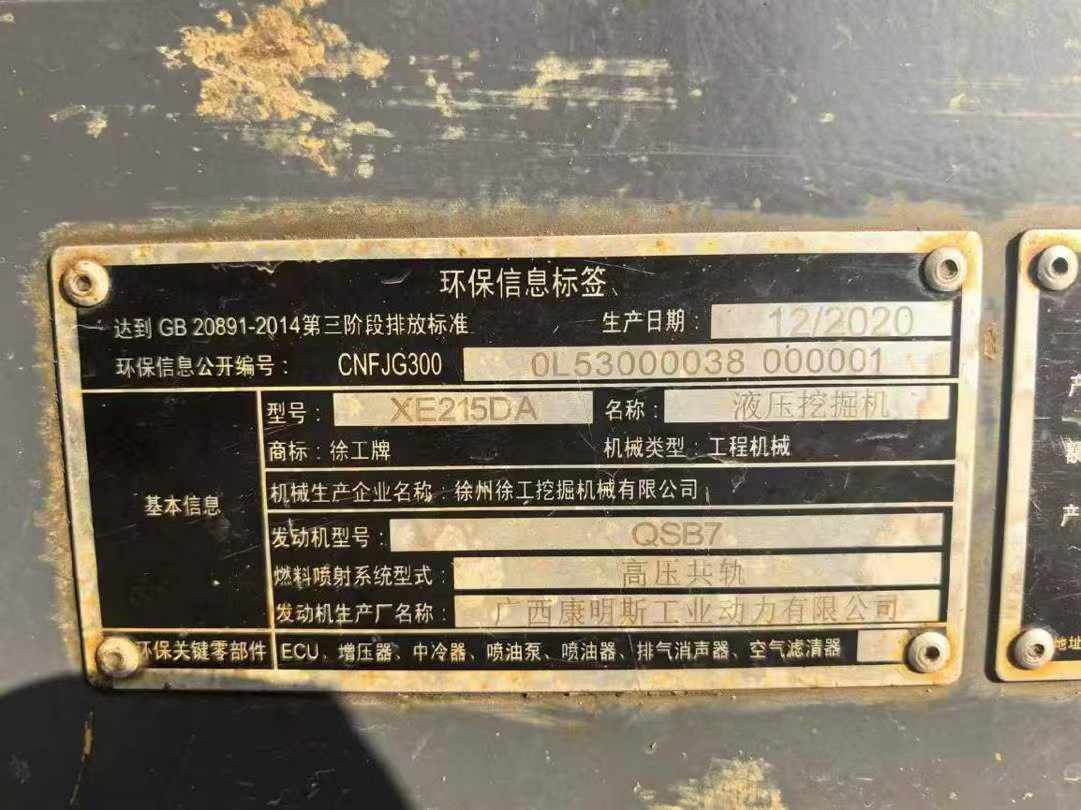 环保信息标签
达到 GB 20891-2014第三阶段排放标准 生产日期： 12/2020
环保信息公开编号： CNFJG300 0L53000038 000001
基本信息
型号： XE215DA 名称： 液压挖掘机
商标：徐工牌 机械类型：工程机械
机械生产企业名称：徐州徐工挖掘机械有限公司
发动机型号： QSB7
燃料喷射系统型式： 高压共轨
发动机生产厂名称： 广西康明斯工业动力有限公司
环保关键零部件 ECU、增压器、中冷器、喷油泵、喷油器、排气消声器、空气滤清器
产
额
产
地址